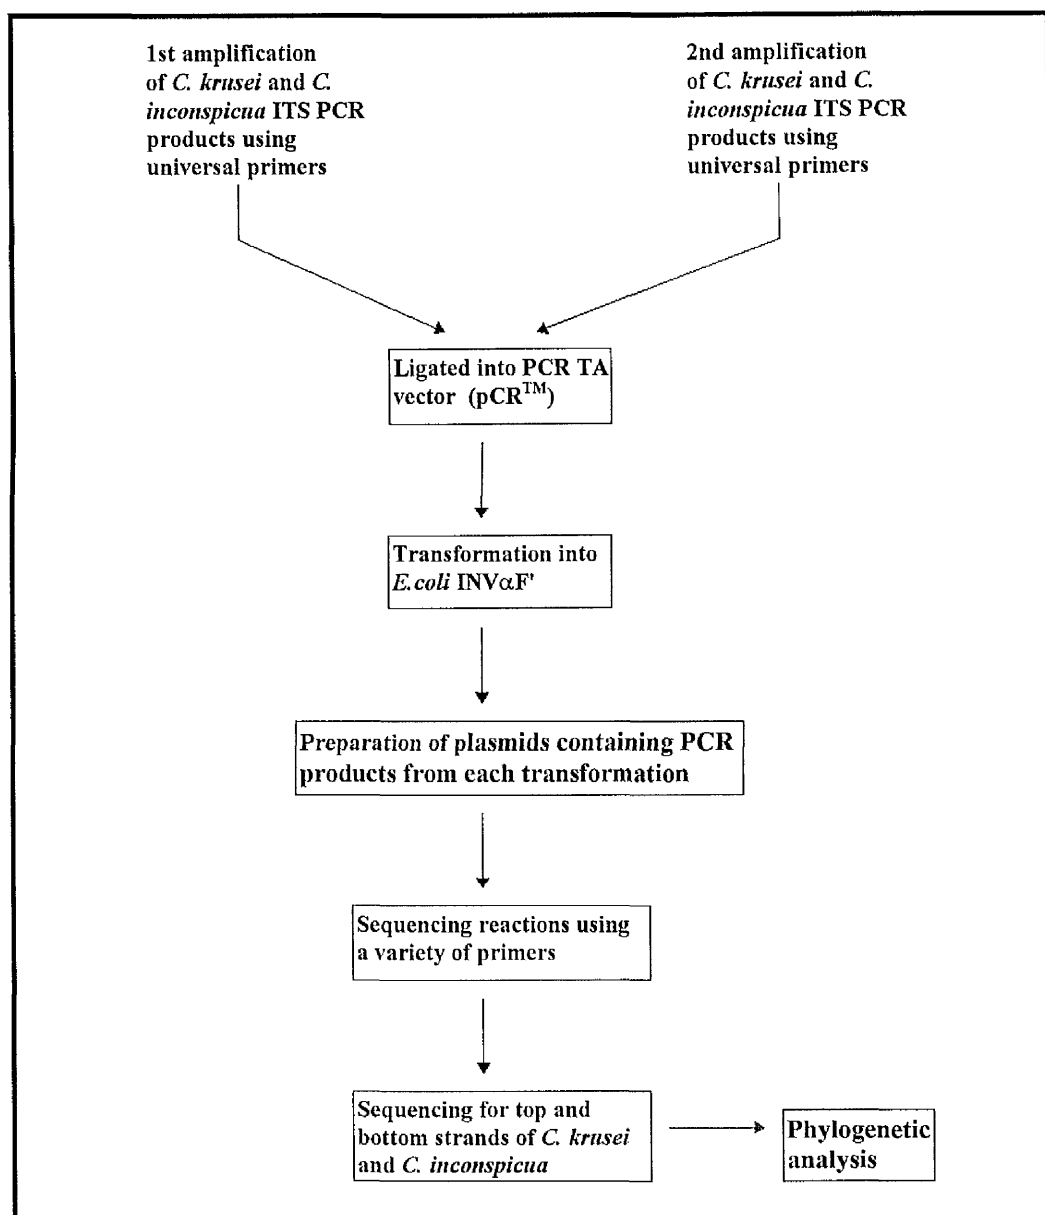 1st amplification
of C. krusei and C.
inconspicua ITS PCR
products using
universal primers
2nd amplification
of C. krusei and C.
inconspicua ITS PCR
products using
universal primers
Ligated into PCR TA
vector (pCR™)
Transformation into
E.coli INVαF'
Preparation of plasmids containing PCR
products from each transformation
Sequencing reactions using
a variety of primers
Sequencing for top and
bottom strands of C. krusei
and C. inconspicua
Phylogenetic
analysis